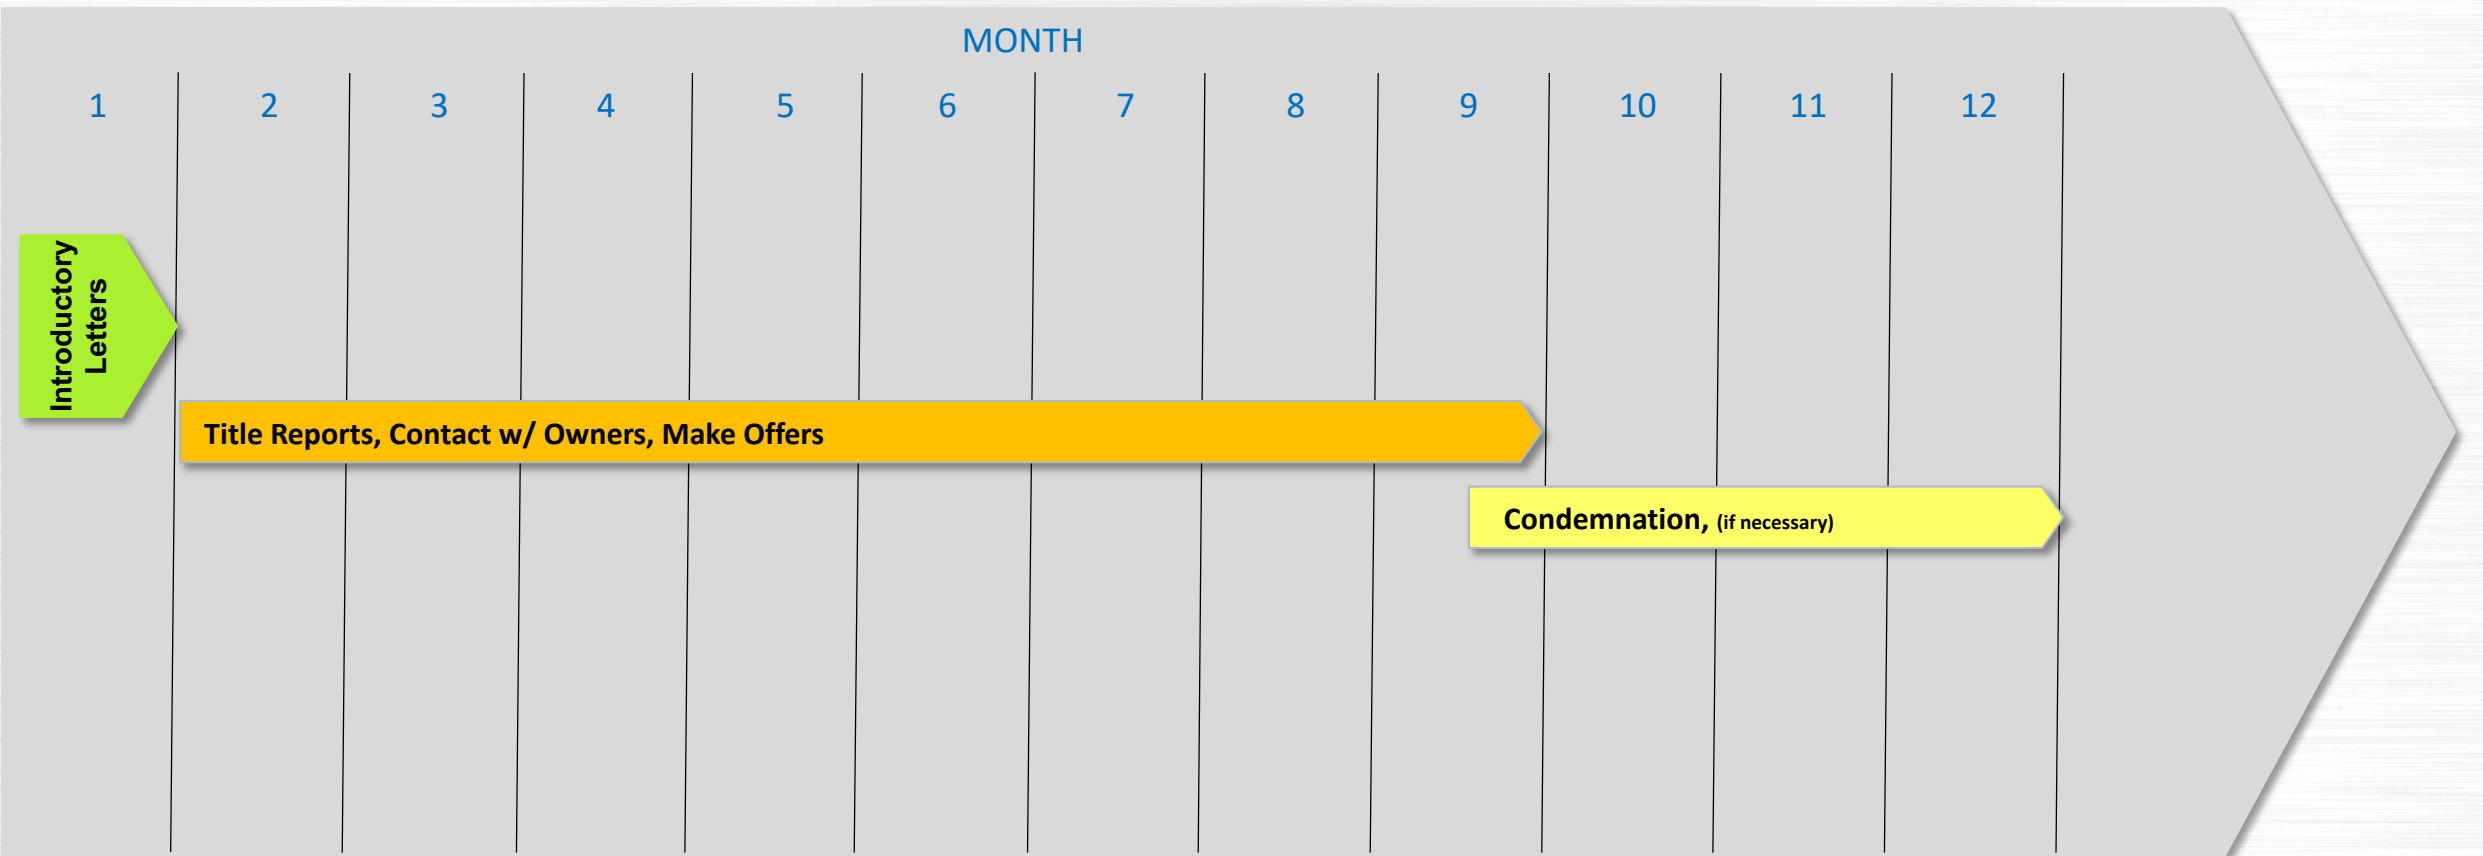 MONTH
1 2 3 4 5 6 7 8 9 10 11 12
Introductory
Letters
Title Reports, Contact w/ Owners, Make Offers
Condemnation, (if necessary)